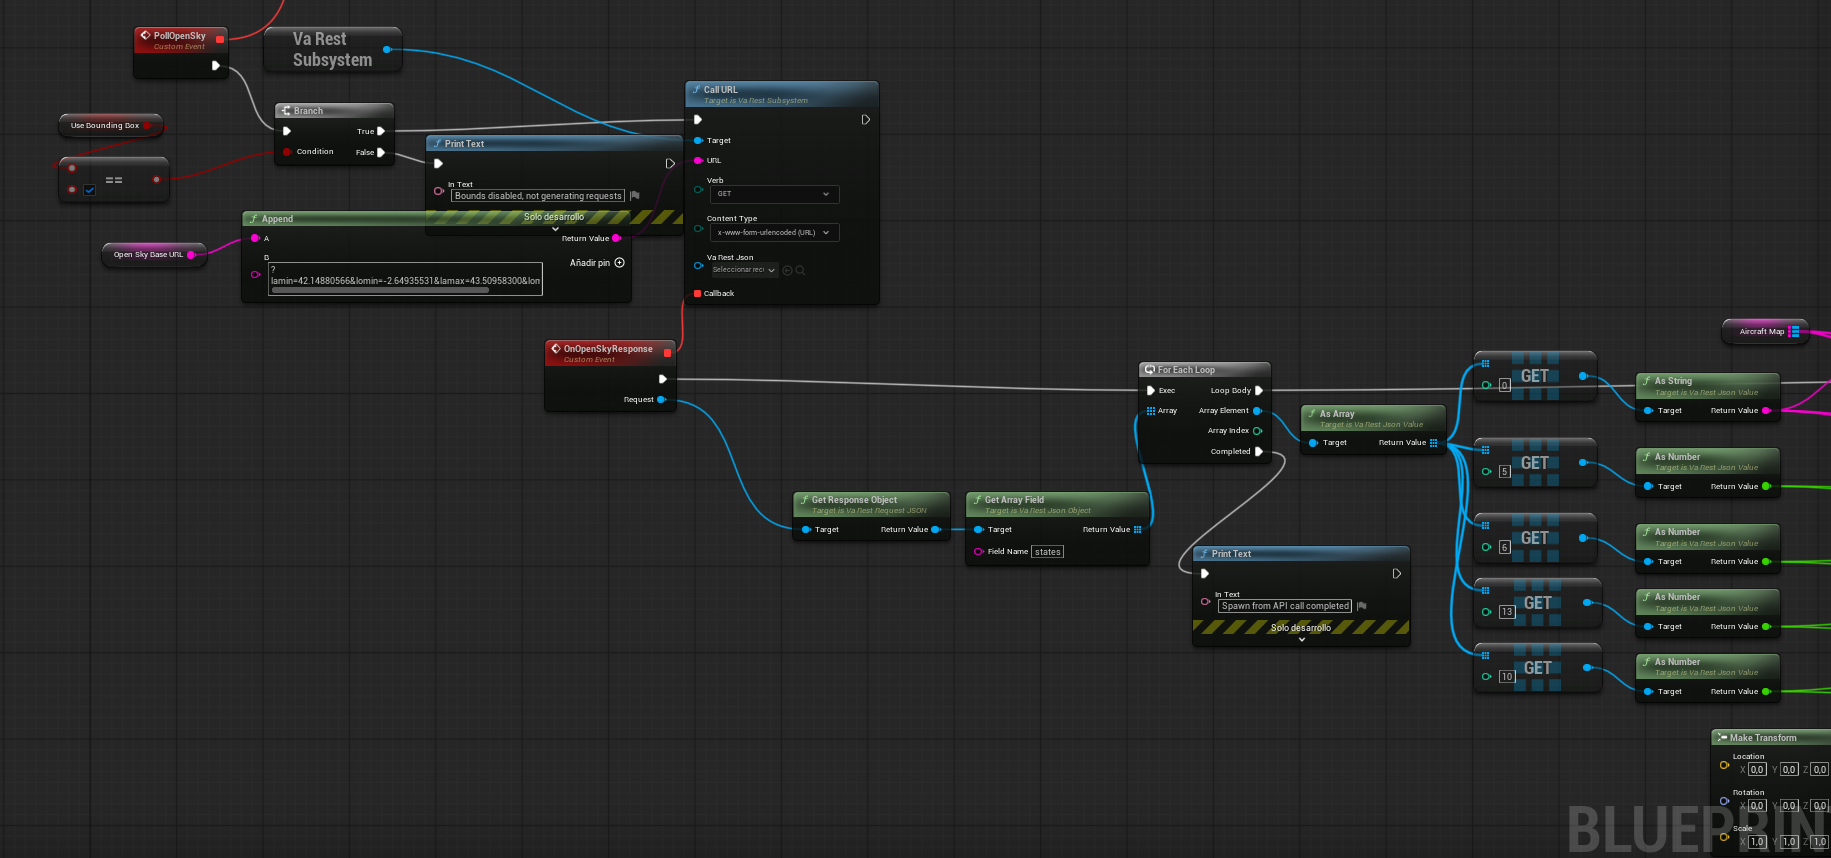 PollOpenSky
Custom Event
Va Rest
Subsystem
Use Bounding Box
==
Branch
True
Condition
False
Print Text
In Text
Bounds disabled, not generating requests
Solo desarrollo
Open Sky Base URL
Append
A
Return Value
B
Añadir pin
?
lamin=42.14880566&lomin=-2.64935531&lamax=43.50958300&lom
Call URL
Target is Va Rest Subsystem
Target
URL
Verb
GET
Content Type
x-www-form-urlencoded (URL)
Va Rest Json
Seleccionar rec
Callback
OnOpenSkyResponse
Custom Event
Request
Get Response Object
Target is Va Rest Request JSON
Target
Return Value
Get Array Field
Target is Va Rest Json Object
Target
Return Value
Field Name
states
For Each Loop
Exec
Loop Body
Array
Array Element
Array Index
Completed
Print Text
In Text
Spawn from API call completed
Solo desarrollo
As Array
Target is Va Rest Json Value
Target
Return Value
Aircraft Map
GET
0
As String
Target is Va Rest Json Value
Target
Return Value
GET
5
As Number
Target is Va Rest Json Value
Target
Return Value
GET
6
As Number
Target is Va Rest Json Value
Target
Return Value
GET
13
As Number
Target is Va Rest Json Value
Target
Return Value
GET
10
As Number
Target is Va Rest Json Value
Target
Return Value
Make Transform
Location
X 0,0 Y 0,0 Z 0,0
Rotation
X 0,0 Y 0,0 Z 0,0
Scale
X 1,0 Y 1,0 Z 1,0
BLUEPRIN